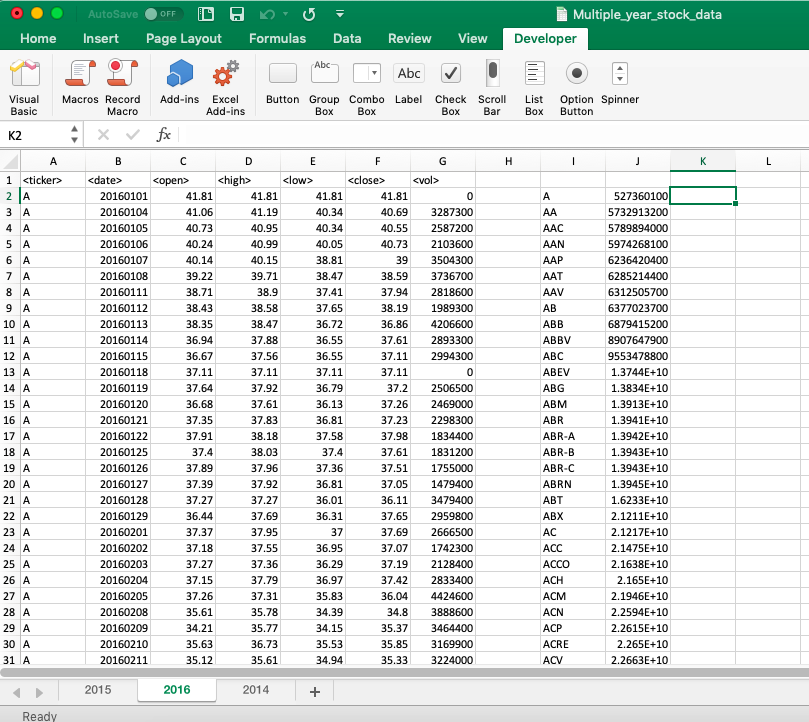 AutoSave OFF Multiple_year_stock_data
Home Insert Page Layout Formulas Data Review View Developer
Visual Basic Macros Record Macro Add-ins Excel Add-ins Button Abc Group Box Combo Box Abc Label Check Box Scroll Bar List Box Option Button Spinner
K2 fx
A B C D E F G H I J K L
1 <ticker> <date> <open> <high> <low> <close> <vol>
2 A 20160101 41.81 41.81 41.81 41.81 0 A 527360100
3 A 20160104 41.06 41.19 40.34 40.69 3287300 AA 5732913200
4 A 20160105 40.73 40.95 40.34 40.55 2587200 AAC 5789894000
5 A 20160106 40.24 40.99 40.05 40.73 2103600 AAN 5974268100
6 A 20160107 40.14 40.15 38.81 39 3504300 AAP 6236420400
7 A 20160108 39.22 39.71 38.47 38.59 3736700 AAT 6285214400
8 A 20160111 38.71 38.9 37.41 37.94 2818600 AAV 6312505700
9 A 20160112 38.43 38.58 37.65 38.19 1989300 AB 6377023700
10 A 20160113 38.35 38.47 36.72 36.86 4206600 ABB 6879415200
11 A 20160114 36.94 37.88 36.55 37.61 2893300 ABBV 8907647900
12 A 20160115 36.67 37.56 36.55 37.11 2994300 ABC 9553478800
13 A 20160118 37.11 37.11 37.11 37.11 0 ABEV 1.3744E+10
14 A 20160119 37.64 37.92 36.79 37.2 2506500 ABG 1.3834E+10
15 A 20160120 36.68 37.61 36.13 37.26 2469000 ABM 1.3913E+10
16 A 20160121 37.35 37.83 36.81 37.23 2298300 ABR 1.3941E+10
17 A 20160122 37.91 38.18 37.58 37.98 1834400 ABR-A 1.3942E+10
18 A 20160125 37.4 38.03 37.4 37.61 1831200 ABR-B 1.3943E+10
19 A 20160126 37.89 37.96 37.36 37.51 1755000 ABR-C 1.3943E+10
20 A 20160127 37.39 37.92 36.81 37.05 1479400 ABRN 1.3945E+10
21 A 20160128 37.27 37.27 36.01 36.11 3479400 ABT 1.6233E+10
22 A 20160129 36.44 37.69 36.31 37.65 2959800 ABX 2.1211E+10
23 A 20160201 37.37 37.95 37 37.69 2666500 AC 2.1217E+10
24 A 20160202 37.18 37.55 36.95 37.07 1742300 ACC 2.1475E+10
25 A 20160203 37.27 37.36 36.29 37.19 2128400 ACCO 2.1638E+10
26 A 20160204 37.15 37.79 36.97 37.42 2833400 ACH 2.165E+10
27 A 20160205 37.26 37.31 35.83 36.04 4424600 ACM 2.1946E+10
28 A 20160208 35.61 35.78 34.39 34.8 3888600 ACN 2.2594E+10
29 A 20160209 34.21 35.77 34.15 35.37 3464400 ACP 2.2615E+10
30 A 20160210 35.63 36.73 35.53 35.85 3169900 ACRE 2.265E+10
31 A 20160211 35.12 35.61 34.94 35.33 3224000 ACV 2.2663E+10
2015 2016 2014 +
Ready